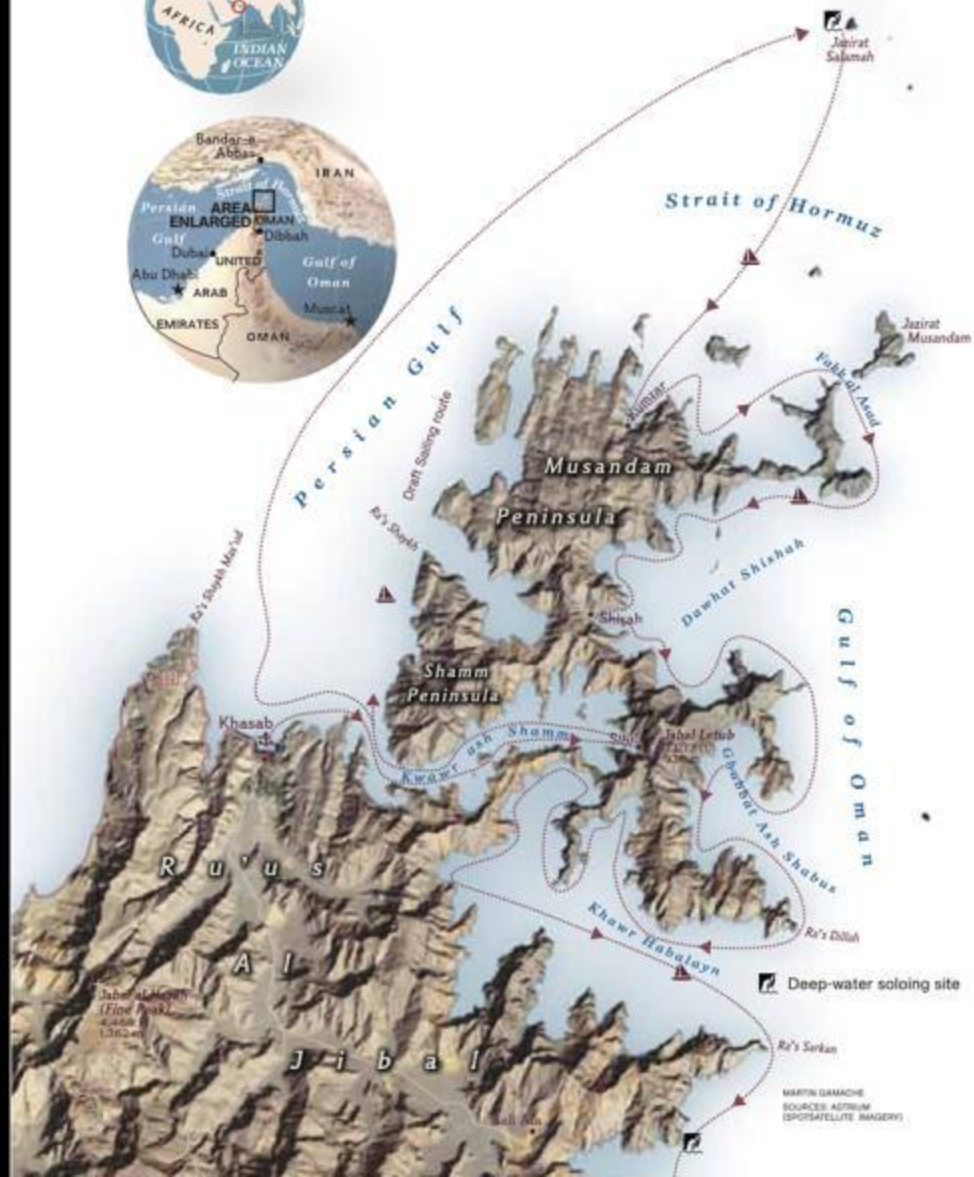 AFRICA
INDIAN
OCEAN
Jazirat
Salamah
Bandar-e
Abbas
IRAN
Strait of Hormuz
Persian
Gulf
AREA
ENLARGED
OMAN
Dibbah
Dubai
UNITED
ARAB
EMIRATES
Abu Dhabi
Gulf of
Oman
Muscat
OMAN
Strait of Hormuz
Jazirat
Musandam
Persian Gulf
Fakk al Asad
Kumzar
Draft Sailing route
Musandam
Peninsula
Ra's Shaykh
Ra's Shaykh Mas'ud
Dawhat Shishah
Shisah
Gulf of Oman
Shamm
Peninsula
Khasab
Kwawr ash Shamm
Jabal Letub
Ghubbat Ash Shabus
Ru'us
Khawr Habalayn
Ra's Dillah
Al
Deep-water soloing site
(Fine Peak)
Jibal
Ra's Sarkan
MARTIN GAMACHE
SOURCES: ASTRIUM
(SPOTSATELLITE IMAGERY)